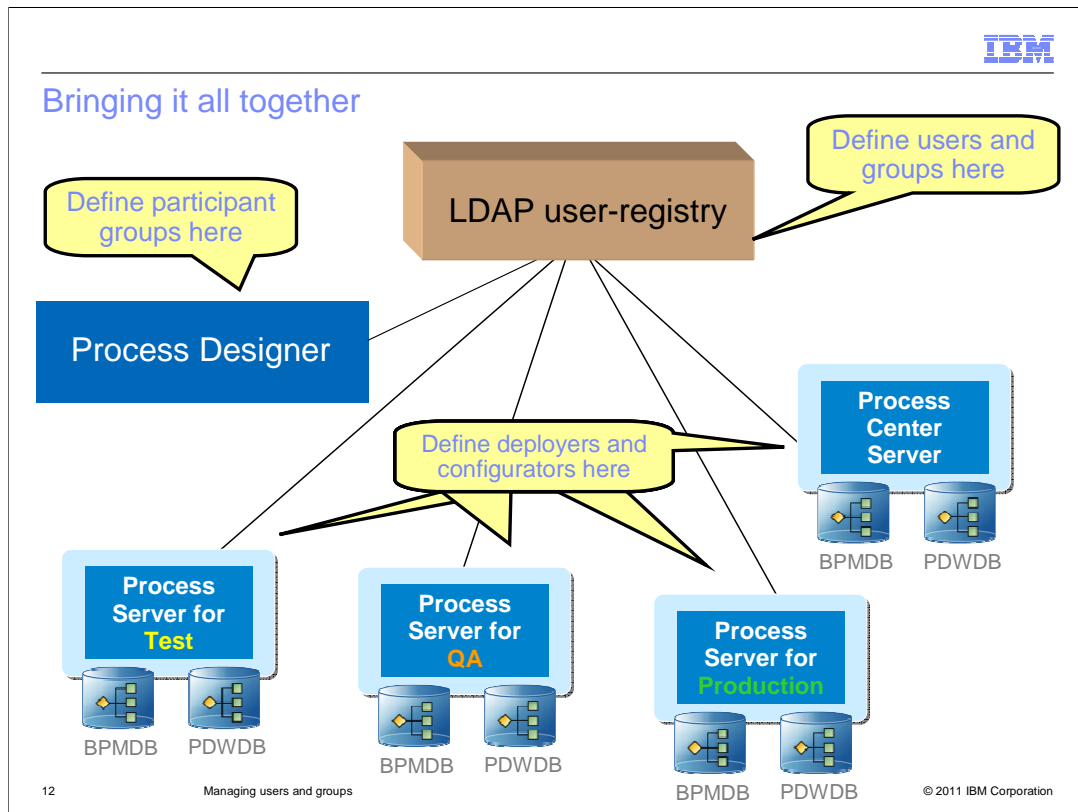 IBM
Bringing it all together
Define participant
groups here
LDAP user-registry
Define users and
groups here
Process Designer
Define deployers and
configurators here
Process
Center
Server
BPMDB
PDWDB
Process
Server for
Test
BPMDB
PDWDB
Process
Server for
QA
BPMDB
PDWDB
Process
Server for
Production
BPMDB
PDWDB
12
Managing users and groups
© 2011 IBM Corporation